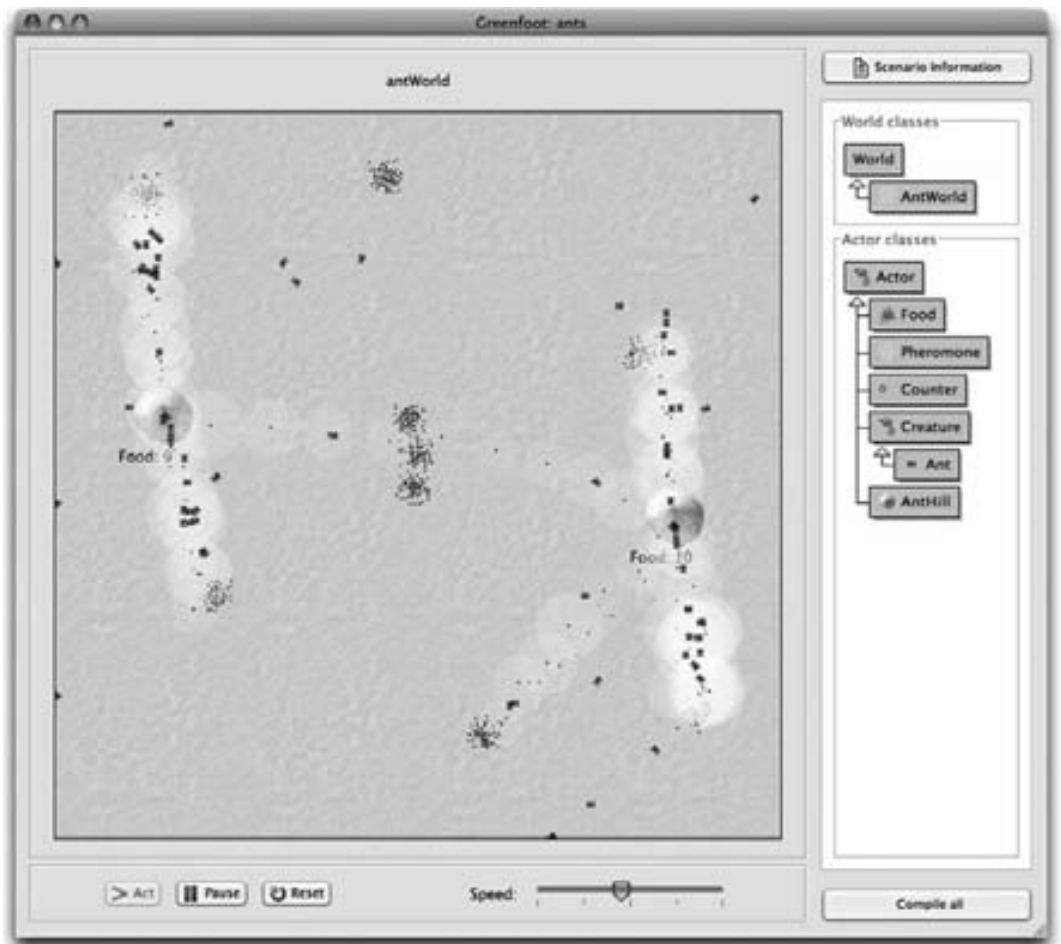 Greenfoot: ants
antWorld
Scenario Information
World classes
World
AntWorld
Actor classes
Actor
Food
Pheromone
Counter
Creature
Ant
AntHill
Food: 9
Food: 10
Act
Pause
Reset
Speed:
Compile all